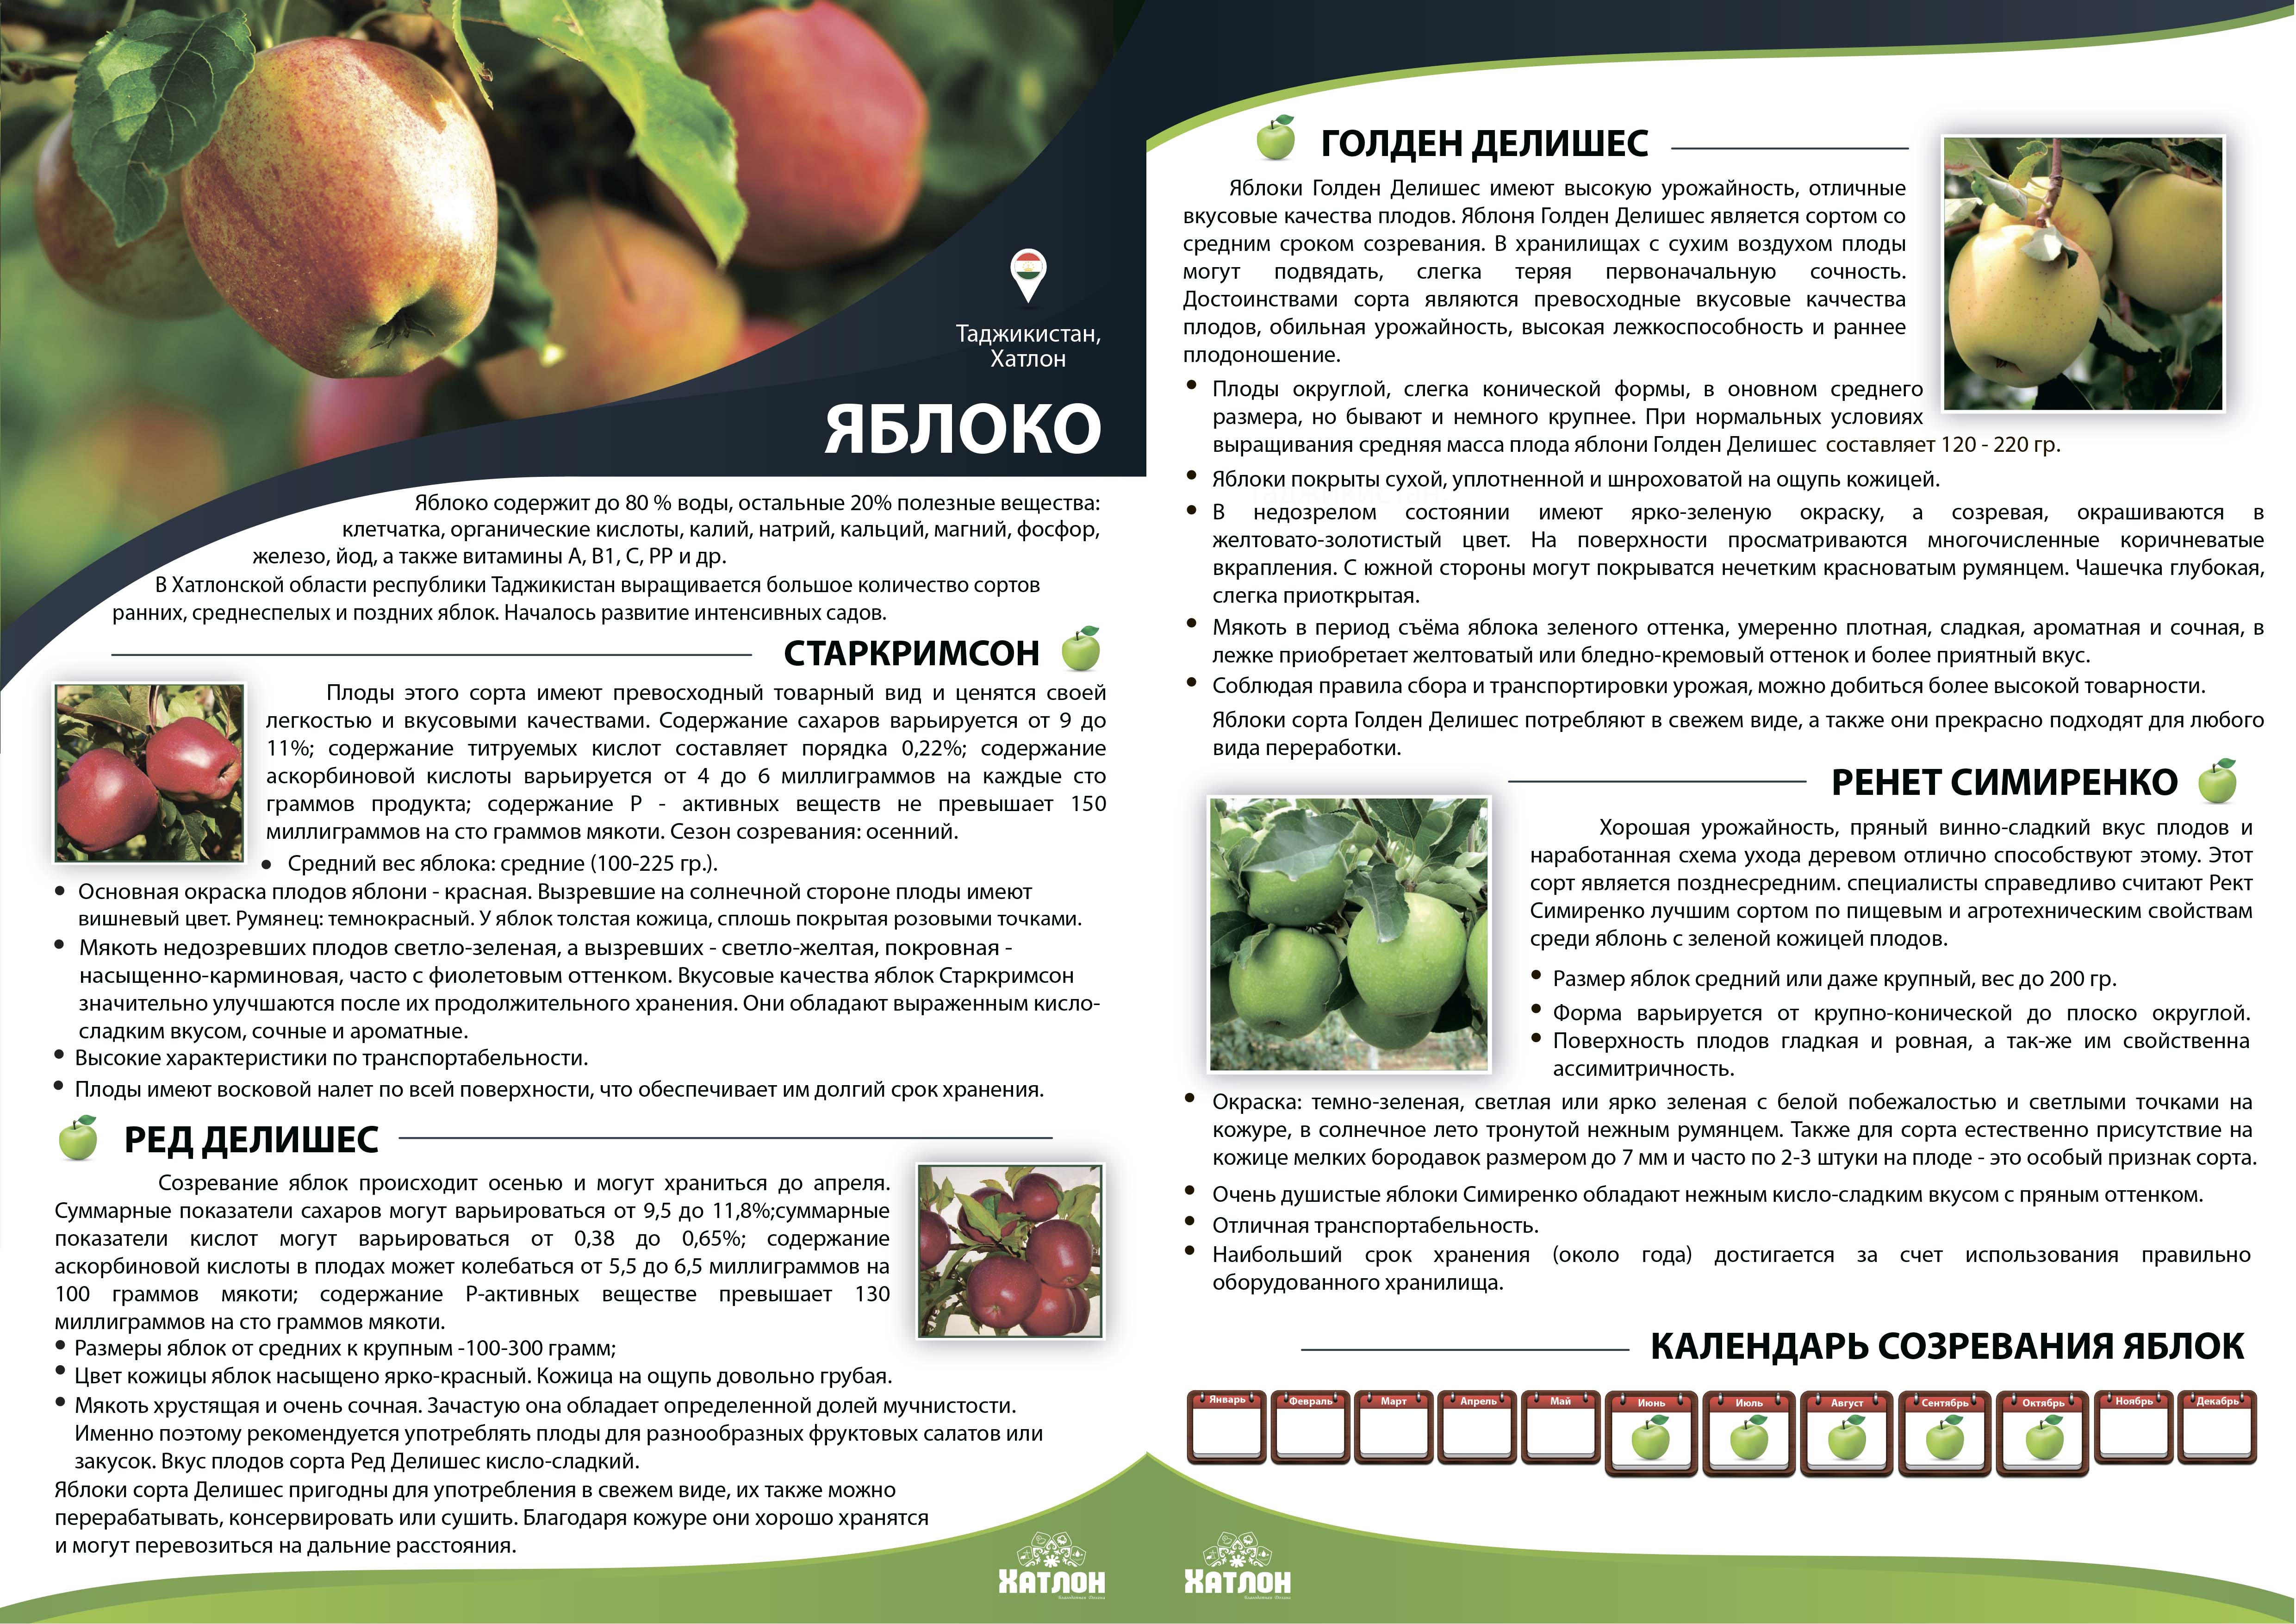 Таджикистан,
Хатлон
ЯБЛОКО
Яблоко содержит до 80 % воды, остальные 20% полезные вещества:
клетчатка, органические кислоты, калий, натрий, кальций, магний, фосфор,
железо, йод, а также витамины А, В1, С, РР и др.
В Хатлонской области республики Таджикистан выращивается большое количество сортов
ранних, среднеспелых и поздних яблок. Началось развитие интенсивных садов.
СТАРКРИМСОН
Плоды этого сорта имеют превосходный товарный вид и ценятся своей
легкостью и вкусовыми качествами. Содержание сахаров варьируется от 9 до
11%; содержание титруемых кислот составляет порядка 0,22%; содержание
аскорбиновой кислоты варьируется от 4 до 6 миллиграммов на каждые сто
граммов продукта; содержание Р - активных веществ не превышает 150
миллиграммов на сто граммов мякоти. Сезон созревания: осенний.
• Средний вес яблока: средние (100-225 гр.).
• Основная окраска плодов яблони - красная. Вызревшие на солнечной стороне плоды имеют
вишневый цвет. Румянец: темнокрасный. У яблок толстая кожица, сплошь покрытая розовыми точками.
• Мякоть недозревших плодов светло-зеленая, а вызревших - светло-желтая, покровная -
насыщенно-карминовая, часто с фиолетовым оттенком. Вкусовые качества яблок Старкримсон
значительно улучшаются после их продолжительного хранения. Они обладают выраженным кисло-
сладким вкусом, сочные и ароматные.
• Высокие характеристики по транспортабельности.
• Плоды имеют восковой налет по всей поверхности, что обеспечивает им долгий срок хранения.
РЕД ДЕЛИШЕС
Созревание яблок происходит осенью и могут храниться до апреля.
Суммарные показатели сахаров могут варьироваться от 9,5 до 11,8%;суммарные
показатели кислот могут варьироваться от 0,38 до 0,65%; содержание
аскорбиновой кислоты в плодах может колебаться от 5,5 до 6,5 миллиграммов на
100 граммов мякоти; содержание Р-активных веществе превышает 130
миллиграммов на сто граммов мякоти.
• Размеры яблок от средних к крупным -100-300 грамм;
• Цвет кожицы яблок насыщено ярко-красный. Кожица на ощупь довольно грубая.
• Мякоть хрустящая и очень сочная. Зачастую она обладает определенной долей мучнистости.
Именно поэтому рекомендуется употреблять плоды для разнообразных фруктовых салатов или
закусок. Вкус плодов сорта Ред Делишес кисло-сладкий.
Яблоки сорта Делишес пригодны для употребления в свежем виде, их также можно
перерабатывать, консервировать или сушить. Благодаря кожуре они хорошо хранятся
и могут перевозиться на дальние расстояния.
ХАТЛОН
ГОЛДЕН ДЕЛИШЕС
Яблоки Голден Делишес имеют высокую урожайность, отличные
вкусовые качества плодов. Яблоня Голден Делишес является сортом со
средним сроком созревания. В хранилищах с сухим воздухом плоды
могут подвядать, слегка теряя первоначальную сочность.
Достоинствами сорта являются превосходные вкусовые каччества
плодов, обильная урожайность, высокая лежкоспособность и раннее
плодоношение.
• Плоды округлой, слегка конической формы, в оновном среднего
размера, но бывают и немного крупнее. При нормальных условиях
выращивания средняя масса плода яблони Голден Делишес составляет 120 - 220 гр.
• Яблоки покрыты сухой, уплотненной и шнроховатой на ощупь кожицей.
• В недозрелом состоянии имеют ярко-зеленую окраску, а созревая, окрашиваются в
желтовато-золотистый цвет. На поверхности просматриваются многочисленные коричневатые
вкрапления. С южной стороны могут покрыватся нечетким красноватым румянцем. Чашечка глубокая,
слегка приоткрытая.
• Мякоть в период съёма яблока зеленого оттенка, умеренно плотная, сладкая, ароматная и сочная, в
лежке приобретает желтоватый или бледно-кремовый оттенок и более приятный вкус.
• Соблюдая правила сбора и транспортировки урожая, можно добиться более высокой товарности.
Яблоки сорта Голден Делишес потребляют в свежем виде, а также они прекрасно подходят для любого
вида переработки.
РЕНЕТ СИМИРЕНКО
Хорошая урожайность, пряный винно-сладкий вкус плодов и
наработанная схема ухода деревом отлично способствуют этому. Этот
сорт является позднесредним. специалисты справедливо считают Рект
Симиренко лучшим сортом по пищевым и агротехническим свойствам
среди яблонь с зеленой кожицей плодов.
• Размер яблок средний или даже крупный, вес до 200 гр.
• Форма варьируется от крупно-конической до плоско округлой.
• Поверхность плодов гладкая и ровная, а так-же им свойственна
ассимитричность.
• Окраска: темно-зеленая, светлая или ярко зеленая с белой побежалостью и светлыми точками на
кожуре, в солнечное лето тронутой нежным румянцем. Также для сорта естественно присутствие на
кожице мелких бородавок размером до 7 мм и часто по 2-3 штуки на плоде - это особый признак сорта.
• Очень душистые яблоки Симиренко обладают нежным кисло-сладким вкусом с пряным оттенком.
• Отличная транспортабельность.
• Наибольший срок хранения (около года) достигается за счет использования правильно
оборудованного хранилища.
КАЛЕНДАРЬ СОЗРЕВАНИЯ ЯБЛОК
Январь Февраль Март Апрель Май Июнь Июль Август Сентябрь Октябрь Ноябрь Декабрь
ХАТЛОН